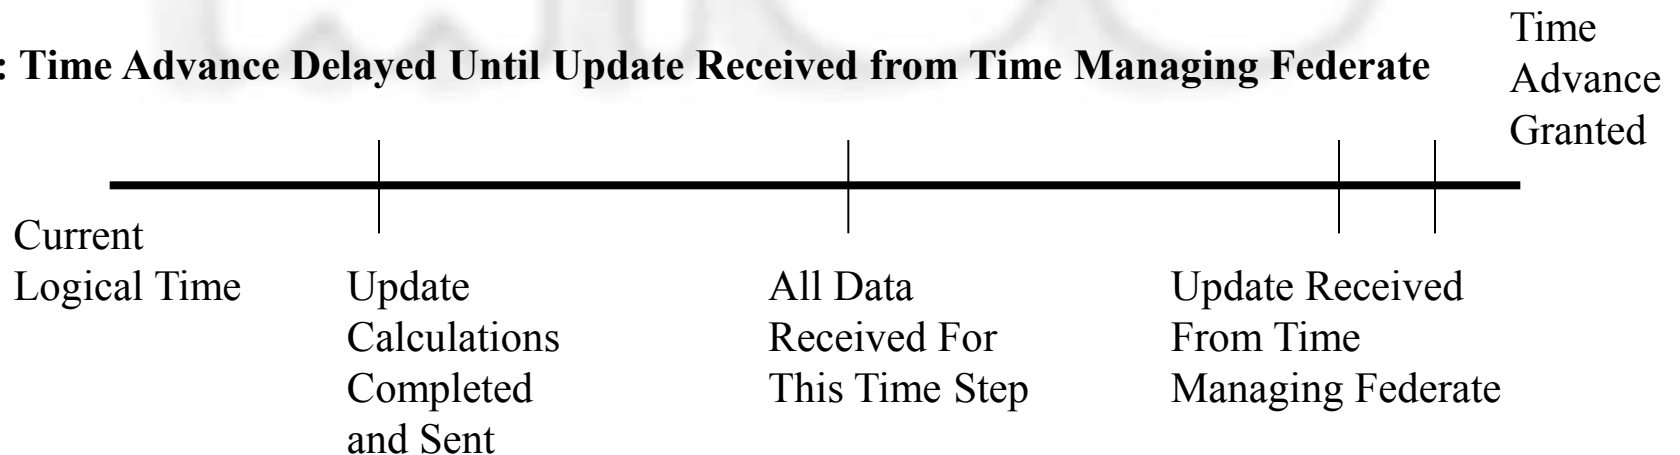 : Time Advance Delayed Until Update Received from Time Managing Federate
Time
Advance
Granted
Current
Logical Time
Update
Calculations
Completed
and Sent
All Data
Received For
This Time Step
Update Received
From Time
Managing Federate